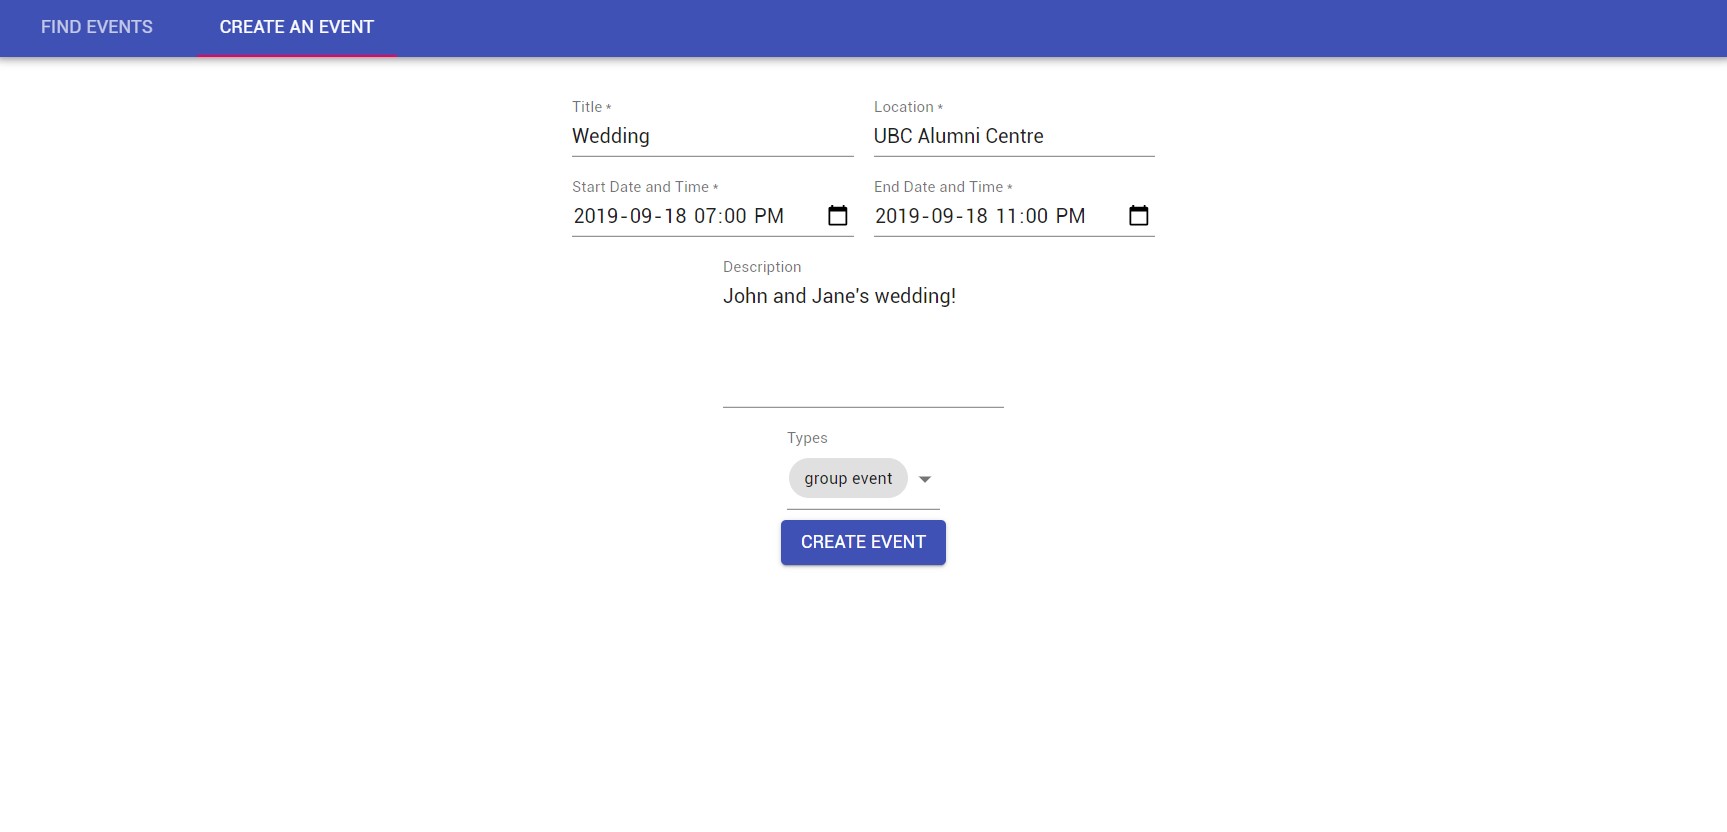 FIND EVENTS CREATE AN EVENT
Title * Location *
Wedding UBC Alumni Centre
Start Date and Time * End Date and Time *
2019-09-18 07:00 PM 2019-09-18 11:00 PM
Description
John and Jane's wedding!
Types
group event
CREATE EVENT